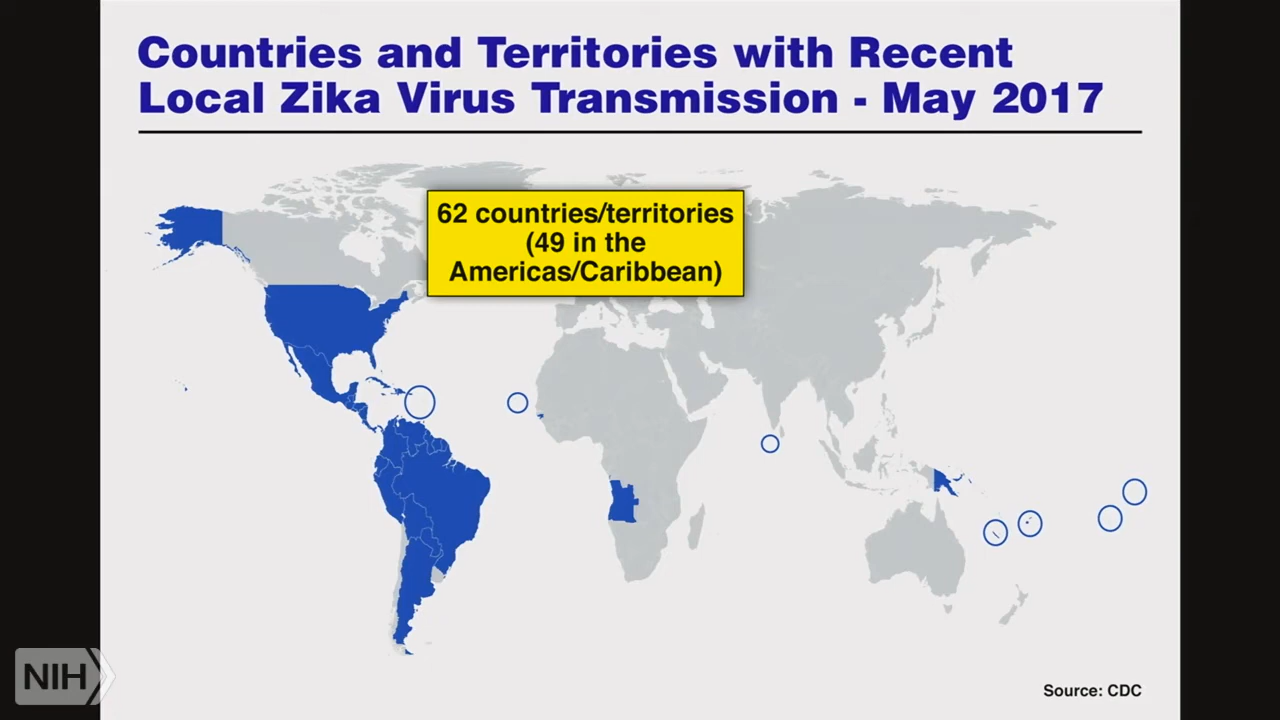 Countries and Territories with Recent
Local Zika Virus Transmission - May 2017
62 countries/territories
(49 in the
Americas/Caribbean)
NIH
Source: CDC